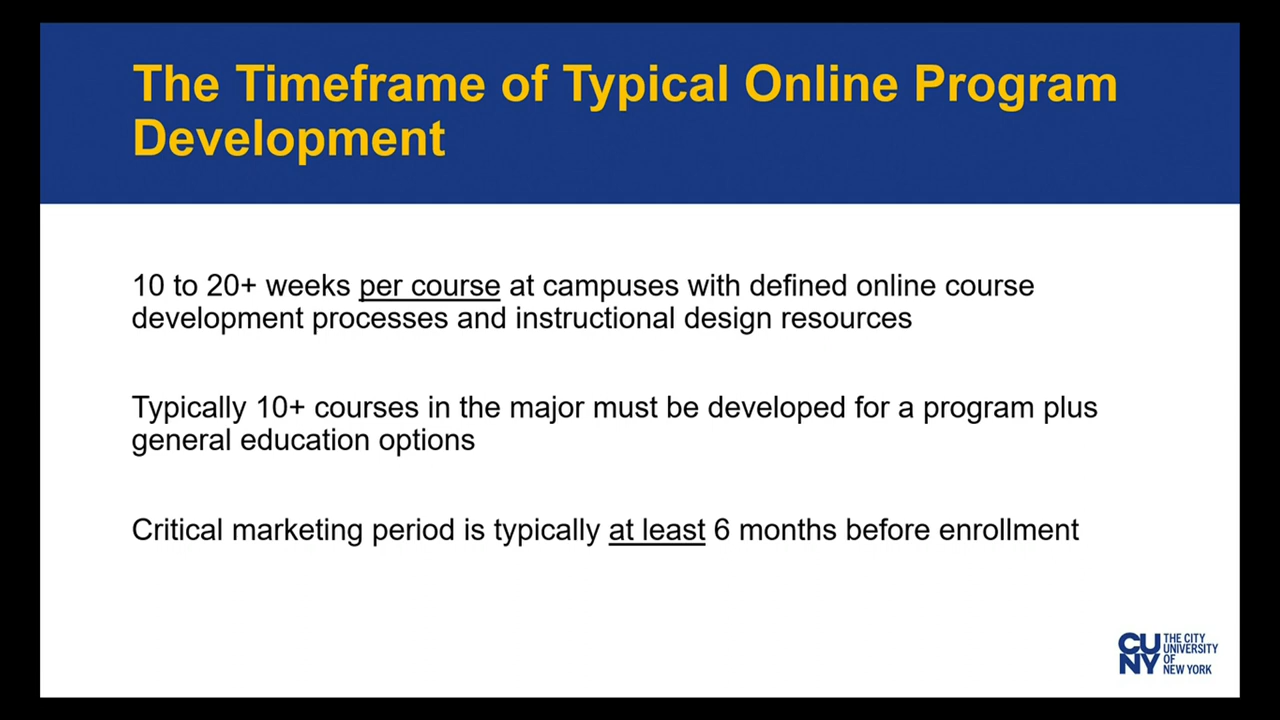 The Timeframe of Typical Online Program
Development
10 to 20+ weeks per course at campuses with defined online course
development processes and instructional design resources
Typically 10+ courses in the major must be developed for a program plus
general education options
Critical marketing period is typically at least 6 months before enrollment
CU
NY
THE CITY
UNIVERSITY
OF
NEW YORK